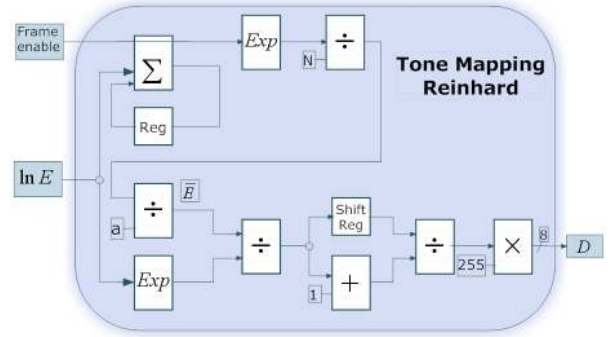 Frame
enable
Exp
÷
N
Σ
Tone Mapping
Reinhard
Reg
ln E
÷
E̅
a
÷
Shift
Reg
÷
×
8
D
255
Exp
+
1